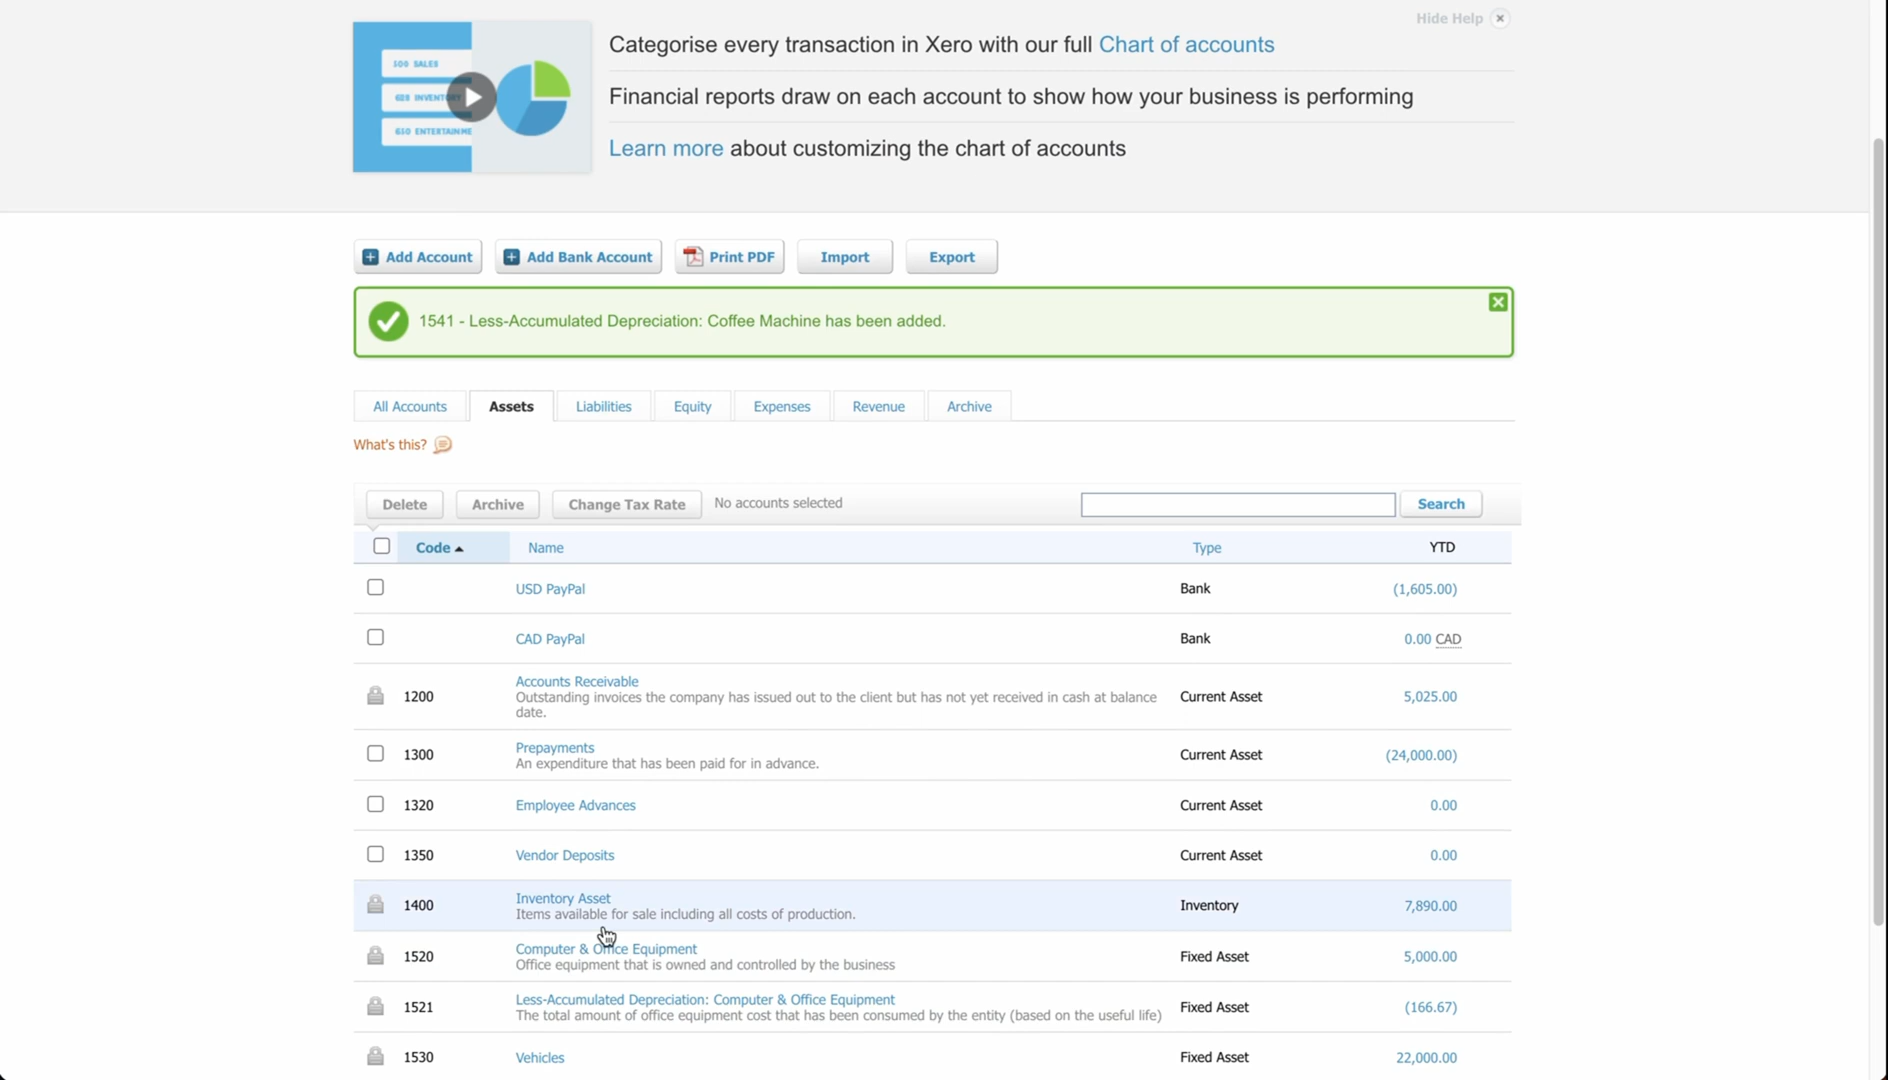 Hide Help
500 SALES
628 INVENTORY
650 ENTERTAINME
Categorise every transaction in Xero with our full Chart of accounts
Financial reports draw on each account to show how your business is performing
Learn more about customizing the chart of accounts
Add Account
Add Bank Account
Print PDF
Import
Export
1541 - Less-Accumulated Depreciation: Coffee Machine has been added.
All Accounts
Assets
Liabilities
Equity
Expenses
Revenue
Archive
What's this?
Delete
Archive
Change Tax Rate
No accounts selected
Search
Code Name Type YTD
USD PayPal Bank (1,605.00)
CAD PayPal Bank 0.00 CAD
Accounts Receivable
1200 Outstanding invoices the company has issued out to the client but has not yet received in cash at balance Current Asset 5,025.00
date.
Prepayments
1300 An expenditure that has been paid for in advance. Current Asset (24,000.00)
1320 Employee Advances Current Asset 0.00
1350 Vendor Deposits Current Asset 0.00
Inventory Asset
1400 Items available for sale including all costs of production. Inventory 7,890.00
Computer & Office Equipment
1520 Office equipment that is owned and controlled by the business Fixed Asset 5,000.00
Less-Accumulated Depreciation: Computer & Office Equipment
1521 The total amount of office equipment cost that has been consumed by the entity (based on the useful life) Fixed Asset (166.67)
1530 Vehicles Fixed Asset 22,000.00